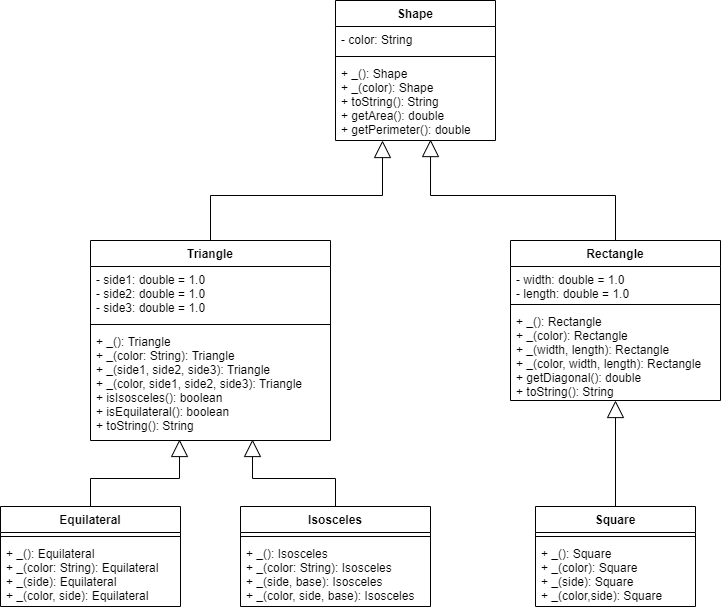 Shape
- color: String
+ _(): Shape
+ _(color): Shape
+ toString(): String
+ getArea(): double
+ getPerimeter(): double
Triangle
- side1: double = 1.0
- side2: double = 1.0
- side3: double = 1.0
+ _(): Triangle
+ _(color: String): Triangle
+ _(side1, side2, side3): Triangle
+ _(color, side1, side2, side3): Triangle
+ isIsosceles(): boolean
+ isEquilateral(): boolean
+ toString(): String
Rectangle
- width: double = 1.0
- length: double = 1.0
+ _(): Rectangle
+ _(color): Rectangle
+ _(width, length): Rectangle
+ _(color, width, length): Rectangle
+ getDiagonal(): double
+ toString(): String
Equilateral
+ _(): Equilateral
+ _(color: String): Equilateral
+ _(side): Equilateral
+ _(color, side): Equilateral
Isosceles
+ _(): Isosceles
+ _(color: String): Isosceles
+ _(side, base): Isosceles
+ _(color, side, base): Isosceles
Square
+ _(): Square
+ _(color): Square
+ _(side): Square
+ _(color,side): Square